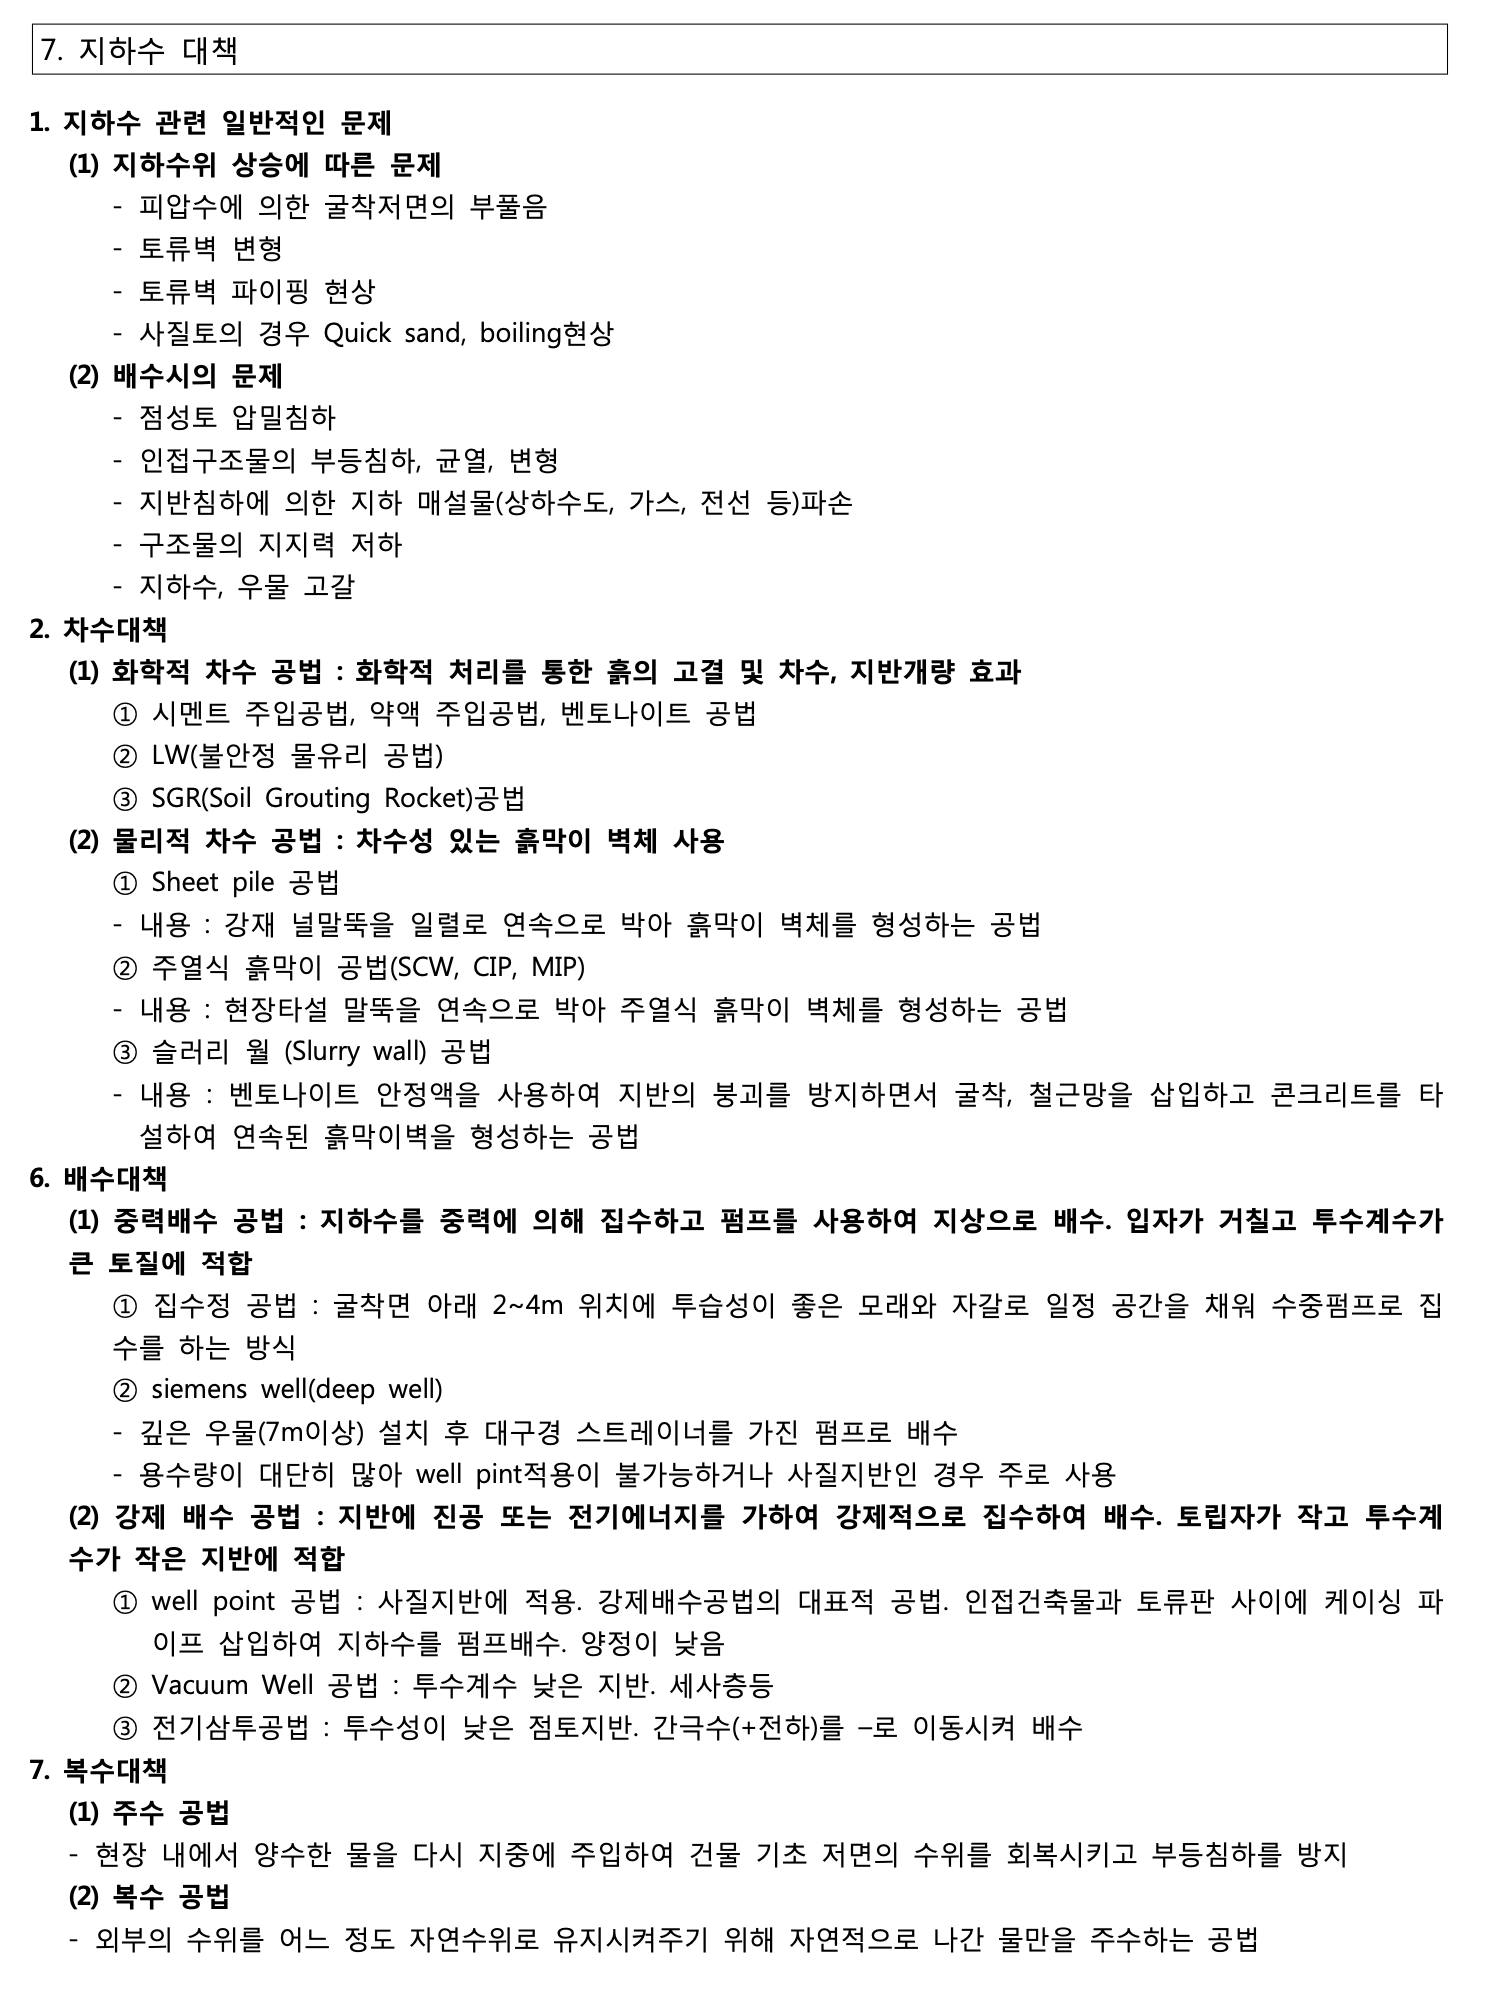 7. 지하수 대책
1. 지하수 관련 일반적인 문제
(1) 지하수위 상승에 따른 문제
- 피압수에 의한 굴착저면의 부풀음
- 토류벽 변형
- 토류벽 파이핑 현상
- 사질토의 경우 Quick sand, boiling현상
(2) 배수시의 문제
- 점성토 압밀침하
- 인접구조물의 부등침하, 균열, 변형
- 지반침하에 의한 지하 매설물(상하수도, 가스, 전선 등)파손
- 구조물의 지지력 저하
- 지하수, 우물 고갈
2. 차수대책
(1) 화학적 차수 공법 : 화학적 처리를 통한 흙의 고결 및 차수, 지반개량 효과
① 시멘트 주입공법, 약액 주입공법, 벤토나이트 공법
② LW(불안정 물유리 공법)
③ SGR(Soil Grouting Rocket)공법
(2) 물리적 차수 공법 : 차수성 있는 흙막이 벽체 사용
① Sheet pile 공법
- 내용 : 강재 널말뚝을 일렬로 연속으로 박아 흙막이 벽체를 형성하는 공법
② 주열식 흙막이 공법(SCW, CIP, MIP)
- 내용 : 현장타설 말뚝을 연속으로 박아 주열식 흙막이 벽체를 형성하는 공법
③ 슬러리 월 (Slurry wall) 공법
- 내용 : 벤토나이트 안정액을 사용하여 지반의 붕괴를 방지하면서 굴착, 철근망을 삽입하고 콘크리트를 타
설하여 연속된 흙막이벽을 형성하는 공법
6. 배수대책
(1) 중력배수 공법 : 지하수를 중력에 의해 집수하고 펌프를 사용하여 지상으로 배수. 입자가 거칠고 투수계수가
큰 토질에 적합
① 집수정 공법 : 굴착면 아래 2~4m 위치에 투습성이 좋은 모래와 자갈로 일정 공간을 채워 수중펌프로 집
수를 하는 방식
② siemens well(deep well)
- 깊은 우물(7m이상) 설치 후 대구경 스트레이너를 가진 펌프로 배수
- 용수량이 대단히 많아 well pint적용이 불가능하거나 사질지반인 경우 주로 사용
(2) 강제 배수 공법 : 지반에 진공 또는 전기에너지를 가하여 강제적으로 집수하여 배수. 토립자가 작고 투수계
수가 작은 지반에 적합
① well point 공법 : 사질지반에 적용. 강제배수공법의 대표적 공법. 인접건축물과 토류판 사이에 케이싱 파
이프 삽입하여 지하수를 펌프배수. 양정이 낮음
② Vacuum Well 공법 : 투수계수 낮은 지반. 세사층등
③ 전기삼투공법 : 투수성이 낮은 점토지반. 간극수(+전하)를 –로 이동시켜 배수
7. 복수대책
(1) 주수 공법
- 현장 내에서 양수한 물을 다시 지중에 주입하여 건물 기초 저면의 수위를 회복시키고 부등침하를 방지
(2) 복수 공법
- 외부의 수위를 어느 정도 자연수위로 유지시켜주기 위해 자연적으로 나간 물만을 주수하는 공법